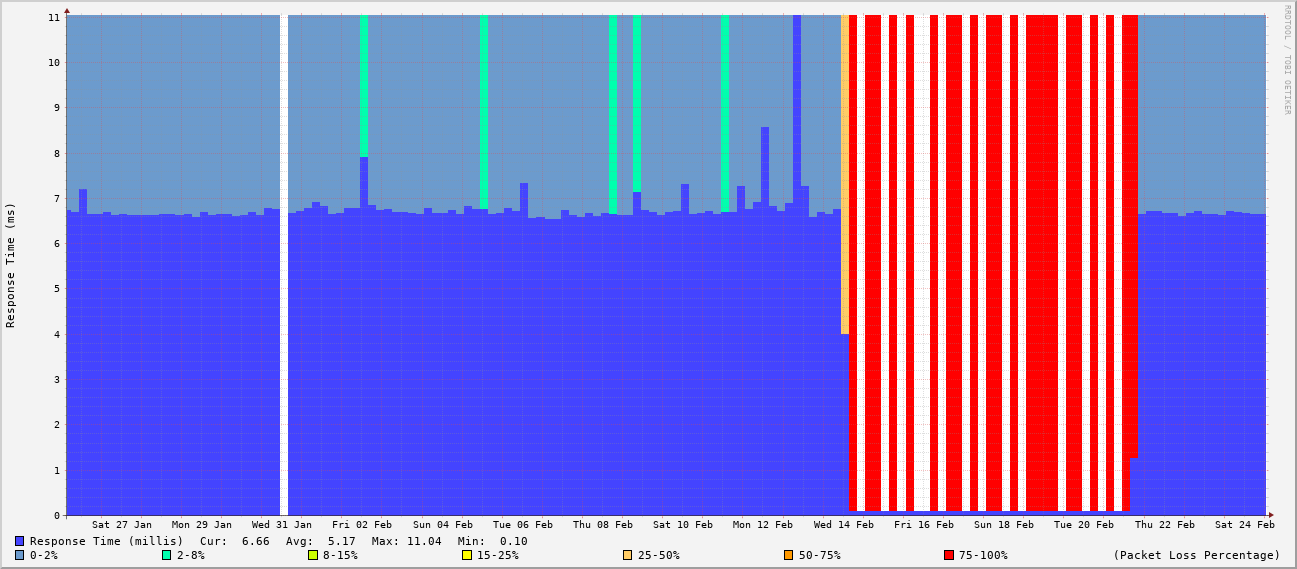 RRDTOOL / TOBI OETIKER
Response Time (ms)
11
10
9
8
7
6
5
4
3
2
1
0
Sat 27 Jan Mon 29 Jan Wed 31 Jan Fri 02 Feb Sun 04 Feb Tue 06 Feb Thu 08 Feb Sat 10 Feb Mon 12 Feb Wed 14 Feb Fri 16 Feb Sun 18 Feb Tue 20 Feb Thu 22 Feb Sat 24 Feb
Response Time (millis) Cur: 6.66 Avg: 5.17 Max: 11.04 Min: 0.10
0-2% 2-8% 8-15% 15-25% 25-50% 50-75% 75-100% (Packet Loss Percentage)